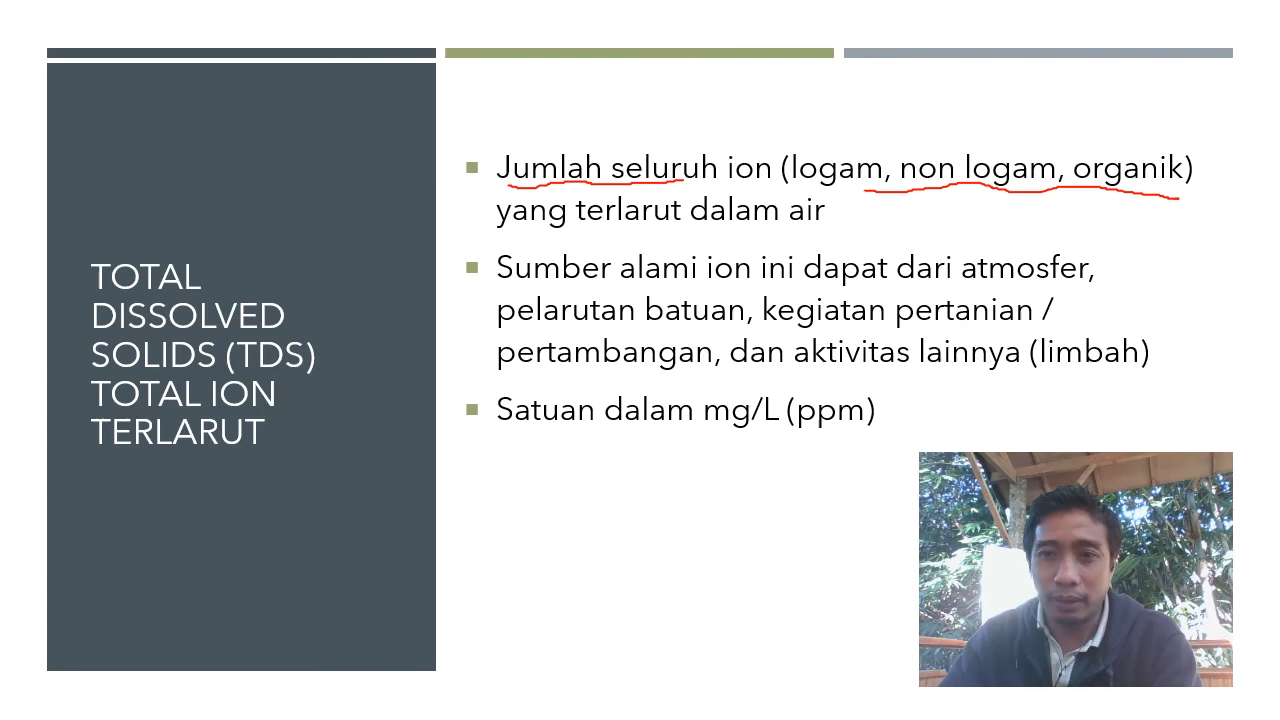 TOTAL
DISSOLVED
SOLIDS (TDS)
TOTAL ION
TERLARUT
Jumlah seluruh ion (logam, non logam, organik)
yang terlarut dalam air
Sumber alami ion ini dapat dari atmosfer,
pelarutan batuan, kegiatan pertanian /
pertambangan, dan aktivitas lainnya (limbah)
Satuan dalam mg/L (ppm)